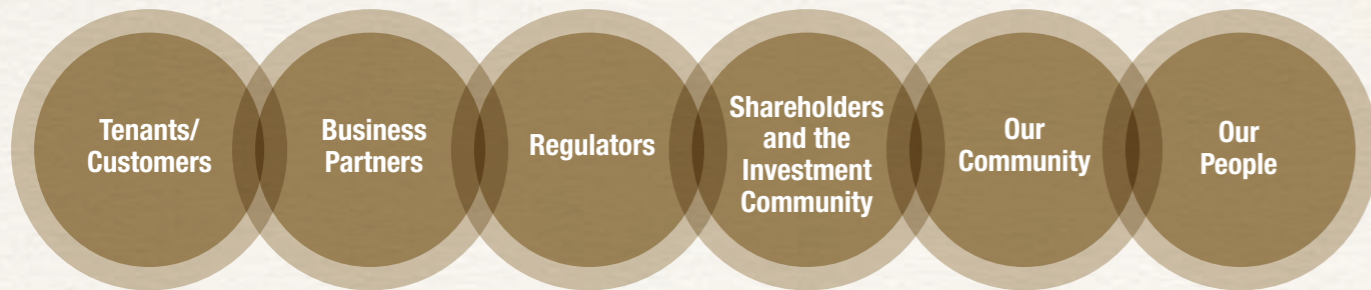 Tenants/
Customers
Business
Partners
Regulators
Shareholders
and the
Investment
Community
Our
Community
Our
People